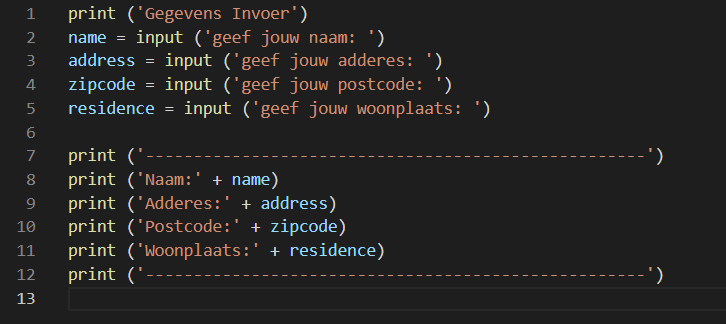 1 print ('Gegevens Invoer')
2 name = input ('geef jouw naam: ')
3 address = input ('geef jouw adderes: ')
4 zipcode = input ('geef jouw postcode: ')
5 residence = input ('geef jouw woonplaats: ')
6
7 print ('----------------------------------------------------')
8 print ('Naam:' + name)
9 print ('Adderes:' + address)
10 print ('Postcode:' + zipcode)
11 print ('Woonplaats:' + residence)
12 print ('----------------------------------------------------')
13